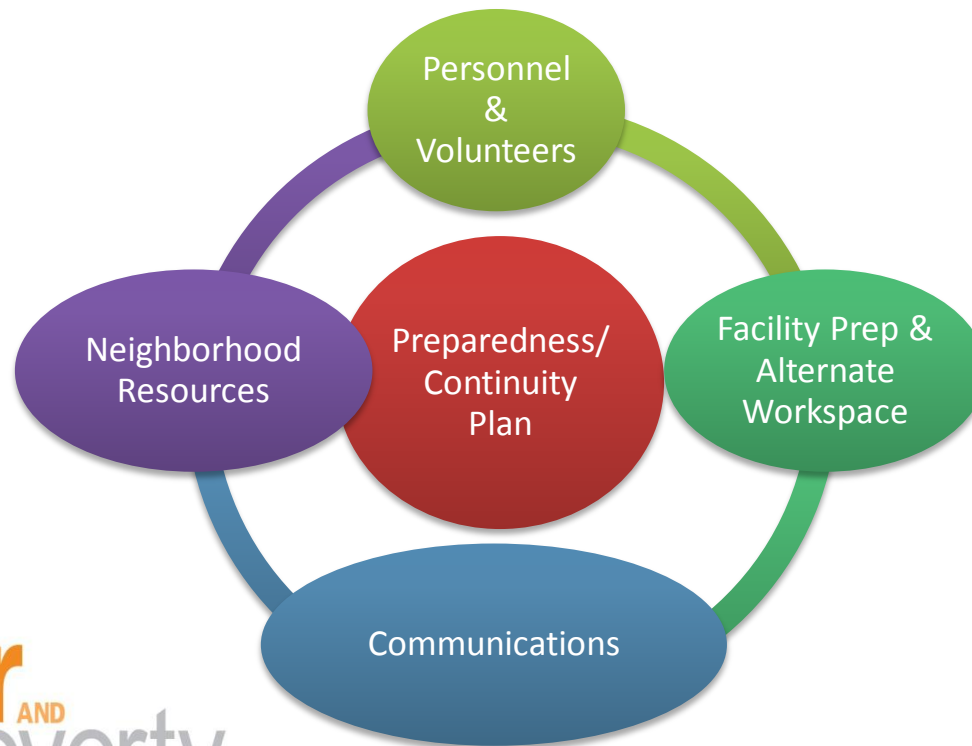 Personnel
&
Volunteers
Neighborhood
Resources
Preparedness/
Continuity
Plan
Facility Prep &
Alternate
Workspace
Communications
AND